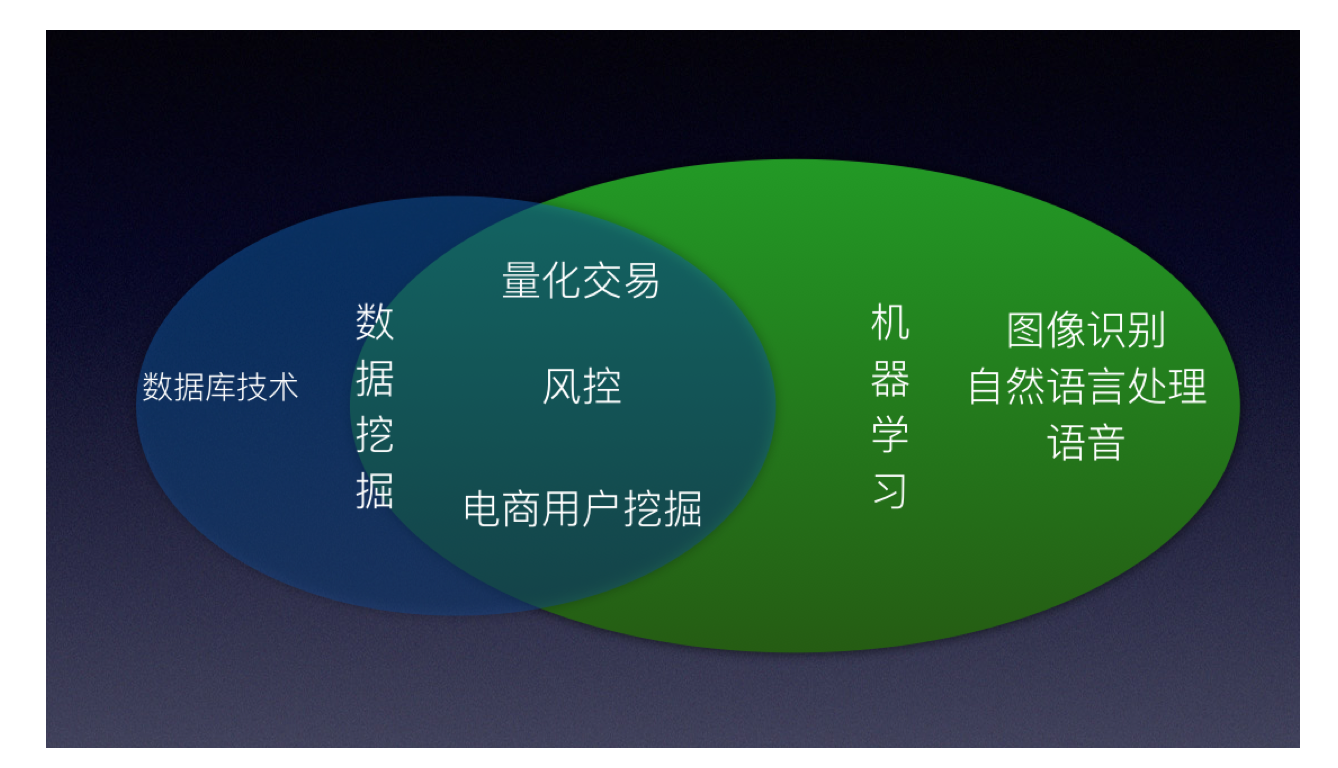 数据库技术
数据挖掘
量化交易
风控
电商用户挖掘
机器学习
图像识别
自然语言处理
语音